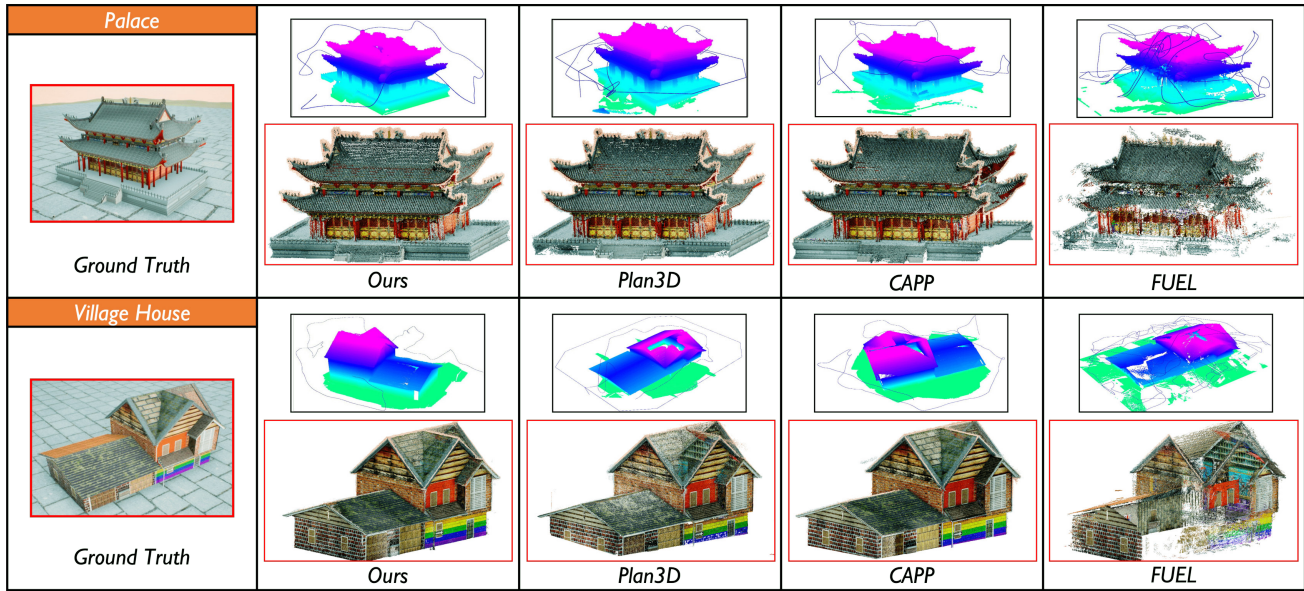 Palace
Ground Truth
Ours
Plan3D
CAPP
FUEL
Village House
Ground Truth
Ours
Plan3D
CAPP
FUEL